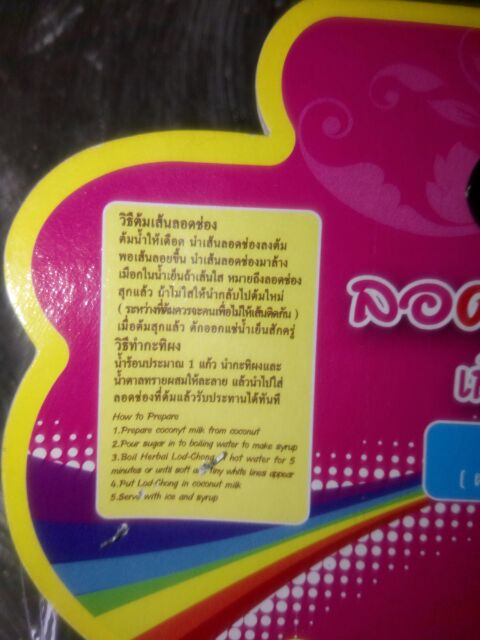 วิธีต้มเส้นลอดช่อง
ต้มน้ำให้เดือด นำเส้นลอดช่องลงต้ม
พอเส้นลอยขึ้น นำเส้นลอดช่องมาล้าง
เมือกในน้ำเย็นถ้าเส้นใส หมายถึงลอดช่อง
สุกแล้ว ถ้าไม่ใสให้นำกลับไปต้มใหม่
( ระหว่างที่ต้มควรจะคนเพื่อไม่ให้เส้นติดกัน )
เมื่อต้มสุกแล้ว ตักออกแช่น้ำเย็นสักครู่
วิธีทำกะทิผง
น้ำร้อนประมาณ 1 แก้ว นำกะทิผงและ
น้ำตาลทรายผสมให้ละลาย แล้วนำไปใส่
ลอดช่องที่ต้มแล้วรับประทานได้ทันที
How to Prepare
1.Prepare coconyt milk from coconut
2.Pour sugar in to boiling water to make syrup
3.Boil Herbal Lod-Chong hot water for 5
minutes or until soft tiny white lines appear
4.Put Lod-Chong in coconut milk
5.Serve with ice and syrup
ลอด